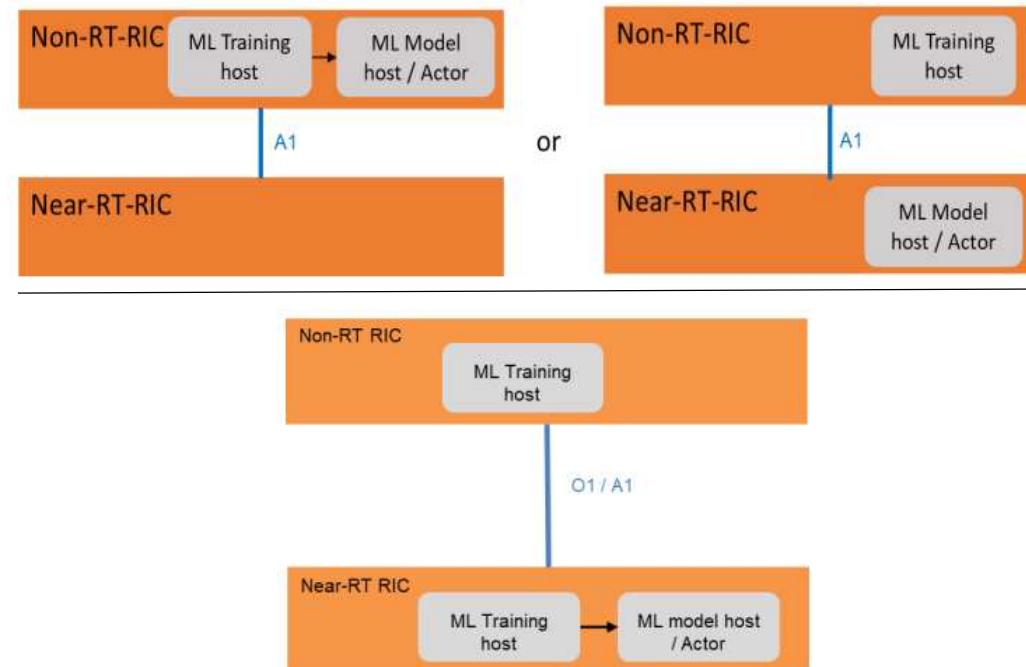 Non-RT-RIC
ML Training
host
ML Model
host / Actor
A1
Near-RT-RIC
or
Non-RT-RIC
ML Training
host
A1
Near-RT-RIC
ML Model
host / Actor
Non-RT RIC
ML Training
host
O1 / A1
Near-RT RIC
ML Training
host
ML model host
/ Actor